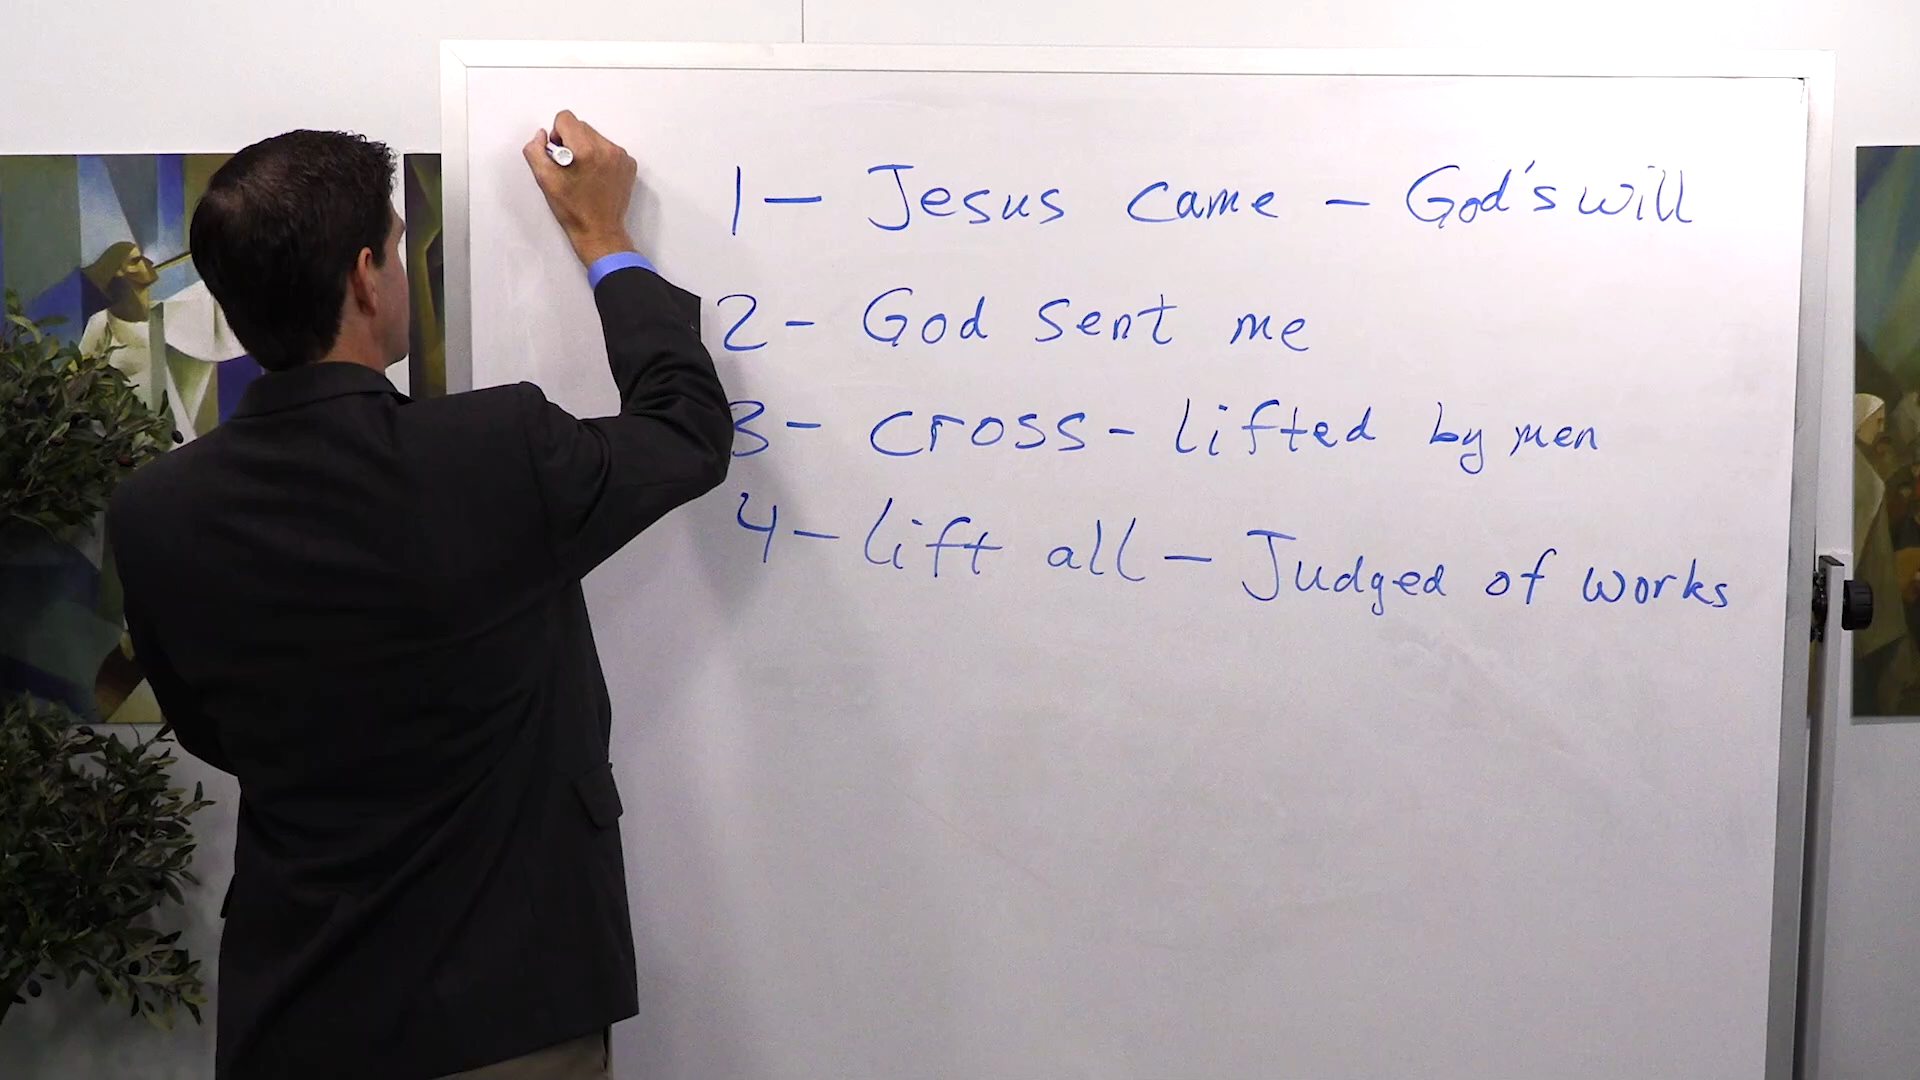 1 – Jesus came – God's will
2 - God sent me
3 - cross - lifted by men
4 – lift all – Judged of works